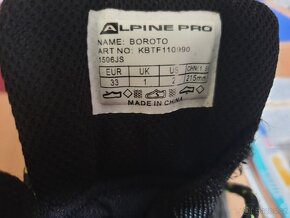 ALPINE PRO
NAME: BOROTO
ART NO: KBTF110990
1506JS
EUR UK US
33 1 2 215mm
MADE IN CHINA